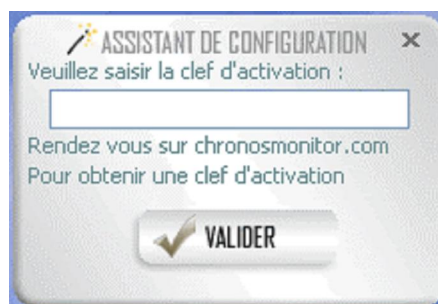 ASSISTANT DE CONFIGURATION
Veuillez saisir la clef d'activation :
Rendez vous sur chronosmonitor.com
Pour obtenir une clef d'activation
VALIDER